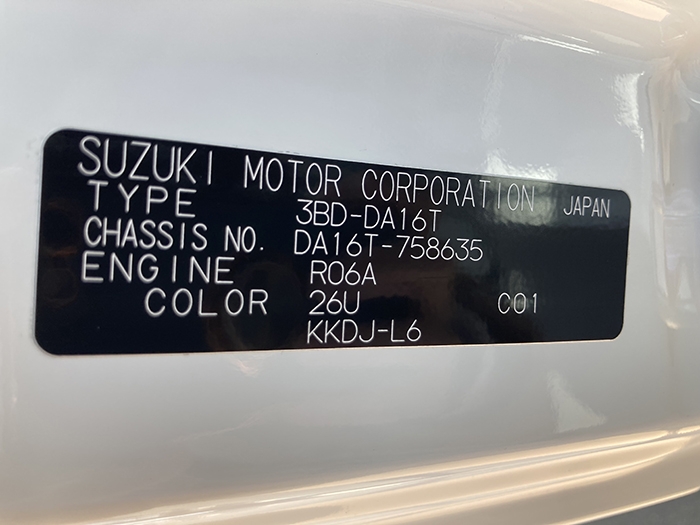 SUZUKI MOTOR CORPORATION JAPAN
TYPE 3BD-DA16T
CHASSIS NO. DA16T-758635
ENGINE R06A
COLOR 26U C01
KKDJ-L6